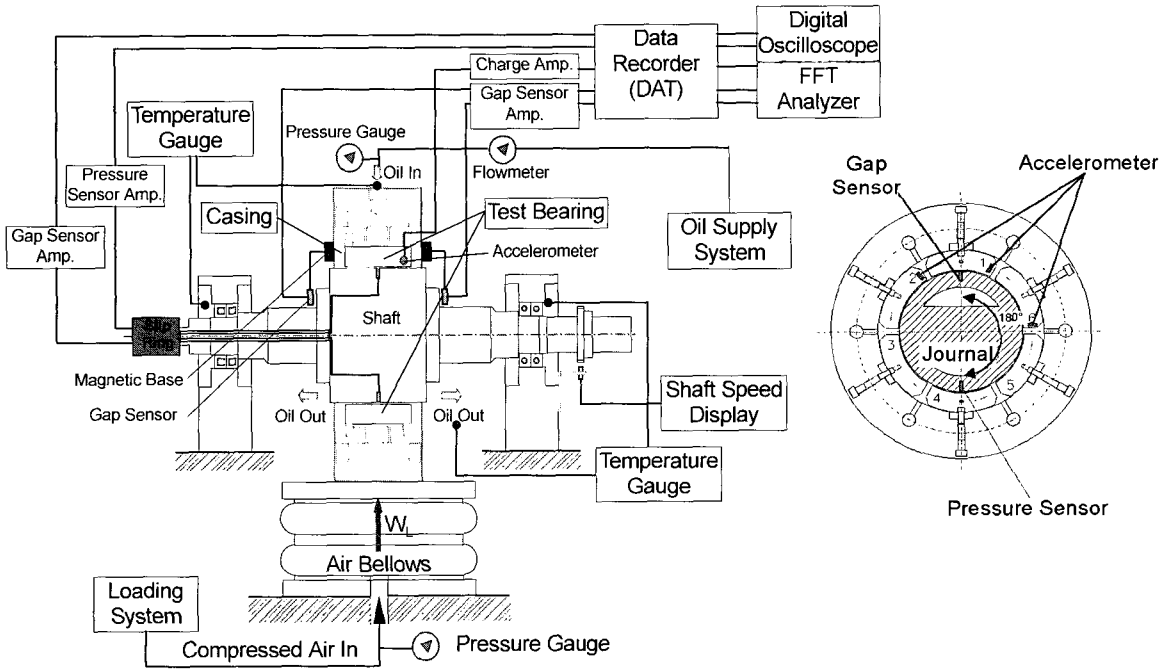 Data
Recorder
(DAT)
Digital
Oscilloscope
FFT
Analyzer
Charge Amp.
Gap Sensor
Amp.
Temperature
Gauge
Pressure Gauge
Oil In
Flowmeter
Pressure
Sensor Amp.
Casing
Test Bearing
Accelerometer
Oil Supply
System
Gap Sensor
Amp.
Shaft
Slip
Ring
Magnetic Base
Gap Sensor
Oil Out
Oil Out
Shaft Speed
Display
Temperature
Gauge
W_L
Air Bellows
Loading
System
Compressed Air In
Pressure Gauge
Gap
Sensor
Accelerometer
1
2
180°
3
Journal
4
5
Pressure Sensor